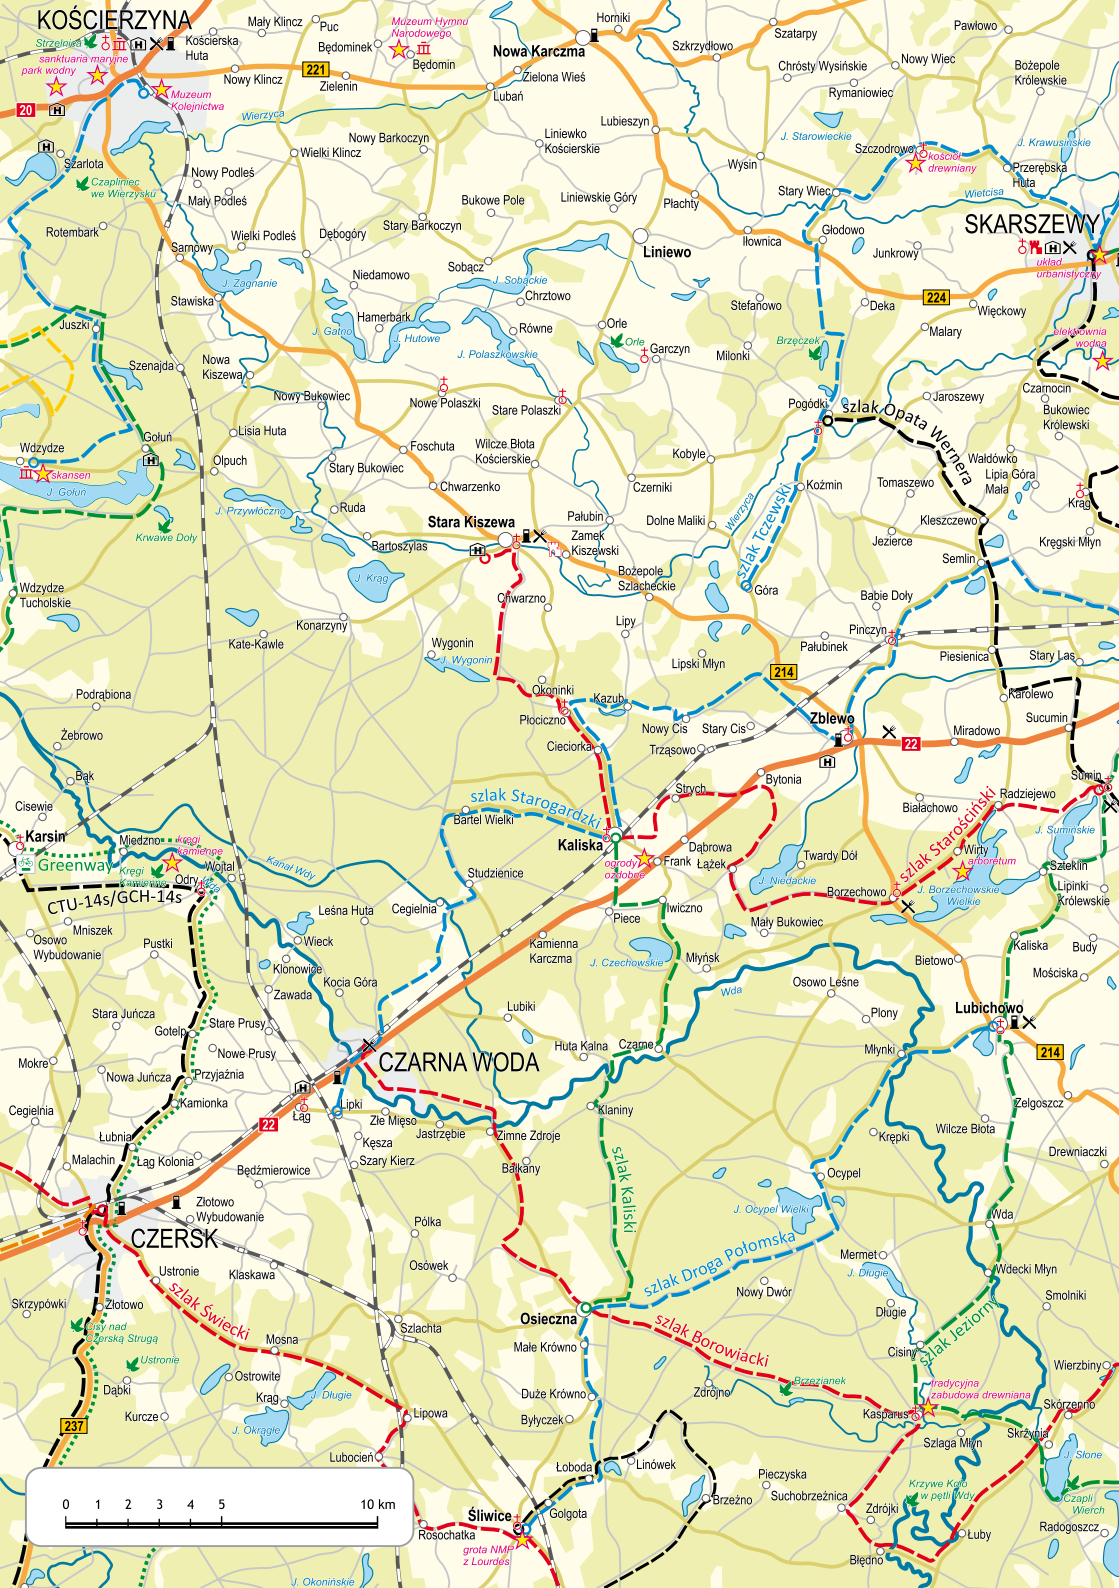 KOŚCIERZYNA
Mały Klincz
Puc
Muzeum Hymnu
Narodowego
Horniki
Szatarpy
Pawłowo
Strzelnica
Kościerska
Huta
Będominek
Będomin
Nowa Karczma
Szkrzydłowo
Nowy Wiec
sanktuaria maryjne
park wodny
Nowy Klincz
221
Zielenin
Zielona Wieś
Chrósty Wysińskie
Bożepole
Królewskie
20
Muzeum
Kolejnictwa
Lubań
Rymaniowiec
Wierzyca
Lubieszyn
J. Starowieckie
J. Krawusińskie
Nowy Barkoczyn
Liniewko
Kościerskie
Szczodrowo
kościół
drewniany
Szarlota
Wielki Klincz
Wysin
Przerębska
Huta
Czapliniec
we Wierzysku
Nowy Podleś
Mały Podleś
Bukowe Pole
Liniewskie Góry
Płachty
Stary Wiec
Wietcisa
Rotembark
Wielki Podleś
Dębogóry
Stary Barkoczyn
Iłownica
Głodowo
SKARSZEWY
Sarnowy
Liniewo
Junkrowy
układ
urbanistyczny
J. Zagnanie
Niedamowo
Sobącz
J. Sobąckie
224
Stawiska
Chrztowo
Stefanowo
Deka
Więckowy
Juszki
Hamerbark
J. Gatno
J. Hutowe
Równe
Orle
Orle
Malary
elektrownia
wodna
J. Polaszkowskie
Garczyn
Milonki
Brzęczek
Szenajda
Nowa
Kiszewa
Czarnocin
Nowy Bukowiec
Nowe Polaszki
Stare Polaszki
Pogódki
szlak Opata Wernera
Jaroszewy
Bukowiec
Królewski
Wdzydze
Gołuń
Lisia Huta
Foschuta
Wilcze Błota
Kościerskie
Kobyle
Wałdówko
skansen
Olpuch
Stary Bukowiec
Lipia Góra
Mała
J. Gołuń
Chwarzenko
Czerniki
Koźmin
Tomaszewo
Krąg
J. Przywłóczno
Ruda
Stara Kiszewa
Pałubin
Dolne Maliki
Wierzyca
szlak Tczewski
Kleszczewo
Krwawe Doły
Bartoszylas
Zamek
Kiszewski
Jezierce
Kręgski Młyn
Semlin
J. Krąg
Bożepole
Szlacheckie
Wdzydze
Tucholskie
Chwarzno
Góra
Babie Doły
Konarzyny
Lipy
Pinczyn
Kate-Kawle
Wygonin
Pałubinek
J. Wygonin
Lipski Młyn
Piesienica
Stary Las
214
Podrąbiona
Okoninki
Kazub
Karolewo
Płociczno
Nowy Cis
Stary Cis
Zblewo
Sucumin
Żebrowo
Cieciorka
Trząsowo
22
Miradowo
Bąk
Strych
Bytonia
Sumin
Cisewie
szlak Starogardzki
Radziejewo
Bartel Wielki
Białachowo
szlak Starościński
Karsin
Miedzno
kręgi
kamienne
Kaliska
J. Sumińskie
Greenway
Kręgi
Kamienne
Wojtal
Kanał Wdy
ogrody
ozdobne
Dąbrowa
Frank
Łążek
Twardy Dół
Wirty
arboretum
Szteklin
Odry
Wda
Studzienice
J. Niedackie
CTU-14s/GCH-14s
Borzechowo
J. Borzechowskie
Wielkie
Lipinki
Królewskie
Leśna Huta
Cegielnia
Iwiczno
Mniszek
Piece
Mały Bukowiec
Osowo
Wybudowanie
Pustki
Wieck
Kamienna
Karczma
Kaliska
Budy
Klonowice
J. Czechowskie
Młyńsk
Bietowo
Mościska
Kocia Góra
Zawada
Wda
Osowo Leśne
Stara Juńcza
Lubiki
Plony
Lubichowo
Gotelp
Stare Prusy
Nowe Prusy
CZARNA WODA
Huta Kalna
Czarne
Młynki
214
Mokre
Nowa Juńcza
Przyjaźnia
Cegielnia
Kamionka
Łąg
Lipki
Klaniny
Zelgoszcz
Złe Mięso
22
Jastrzębie
Zimne Zdroje
Krępki
Wilcze Błota
Łubnia
Kęsza
Malachin
Łąg Kolonia
Szary Kierz
Drewniaczki
Będźmierowice
Bałkany
szlak Kaliski
Ocypel
Złotowo
Wybudowanie
Pólka
J. Ocypel Wielki
Wda
CZERSK
szlak Droga Połomska
Mermet
Ustronie
Klaskawa
Osówek
J. Długie
Wdecki Młyn
Nowy Dwór
Skrzypówki
Złotowo
szlak Świecki
Smolniki
Cisy nad
Czerską Strugą
Osieczna
szlak Borowiacki
Długie
Szlachta
Ustronie
Mosna
Małe Krówno
Cisiny
szlak Jeziorny
Wierzbiny
Dąbki
Ostrowite
Krąg
J. Długie
Duże Krówno
Zdrójno
Brzezianek
tradycyjna
zabudowa drewniana
Kurcze
Byłyczek
Kasparus
Skórzenno
237
J. Okrągłe
Lipowa
Szlaga Młyn
Skrzynia
Lubocień
Łoboda
Linówek
J. Słone
Pieczyska
Krzywe Koło
w pętli Wdy
0 1 2 3 4 5 10 km
Suchobrzeźnica
Brzeźno
Czapli
Wierch
Śliwice
Golgota
Zdrójki
Rosochatka
Radogoszcz
Łuby
grota NMP
z Lourdes
Błędno
J. Okonińskie